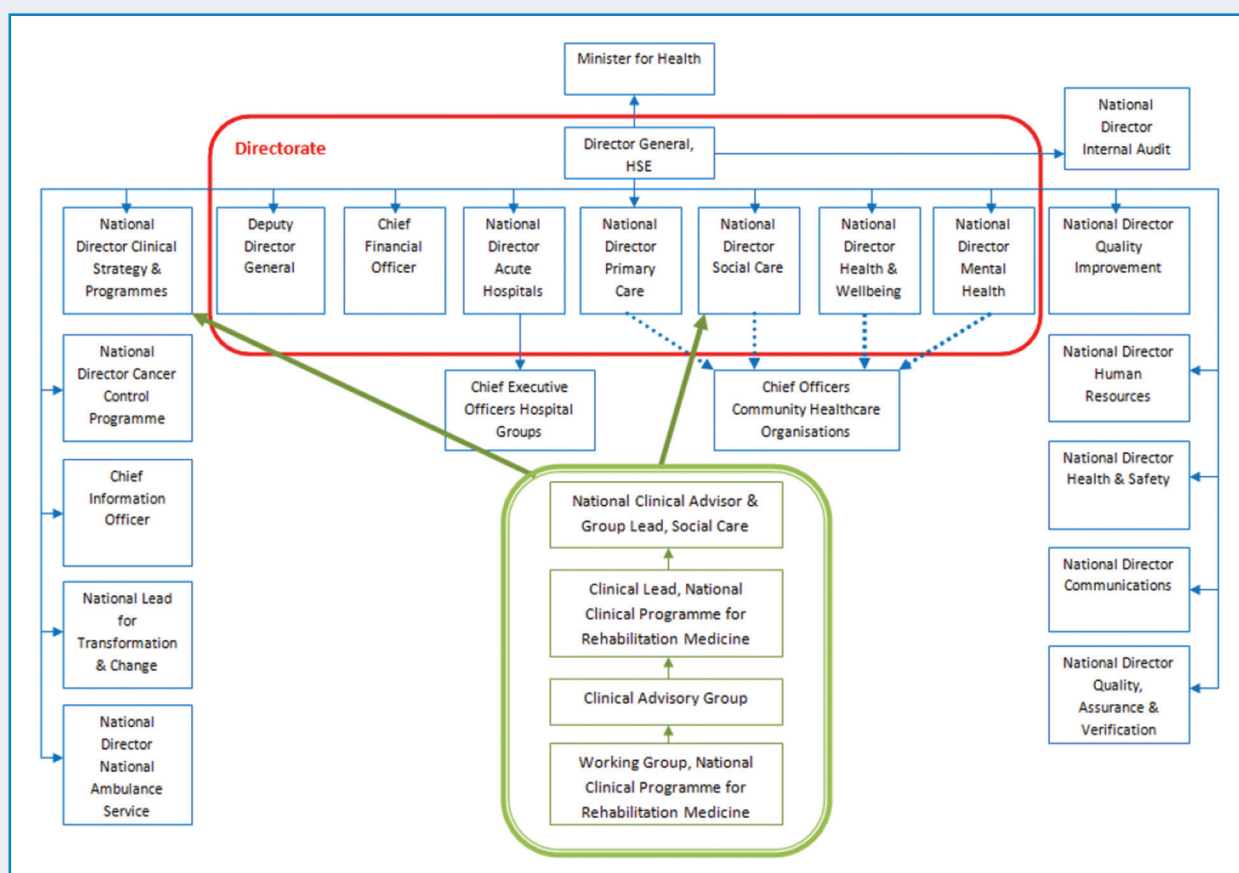 Minister for Health
National
Director
Internal Audit
Directorate
Director General,
HSE
National
Director Clinical
Strategy &
Programmes
Deputy
Director
General
Chief
Financial
Officer
National
Director
Acute
Hospitals
National
Director
Primary
Care
National
Director
Social Care
National
Director
Health &
Wellbeing
National
Director
Mental
Health
National Director
Quality
Improvement
National
Director Cancer
Control
Programme
Chief Executive
Officers Hospital
Groups
Chief Officers
Community Healthcare
Organisations
National Director
Human
Resources
Chief
Information
Officer
National Director
Health & Safety
National Clinical Advisor &
Group Lead, Social Care
Clinical Lead, National
Clinical Programme for
Rehabilitation Medicine
Clinical Advisory Group
Working Group, National
Clinical Programme for
Rehabilitation Medicine
National Lead
for
Transformation
& Change
National Director
Communications
National
Director
National
Ambulance
Service
National Director
Quality,
Assurance &
Verification